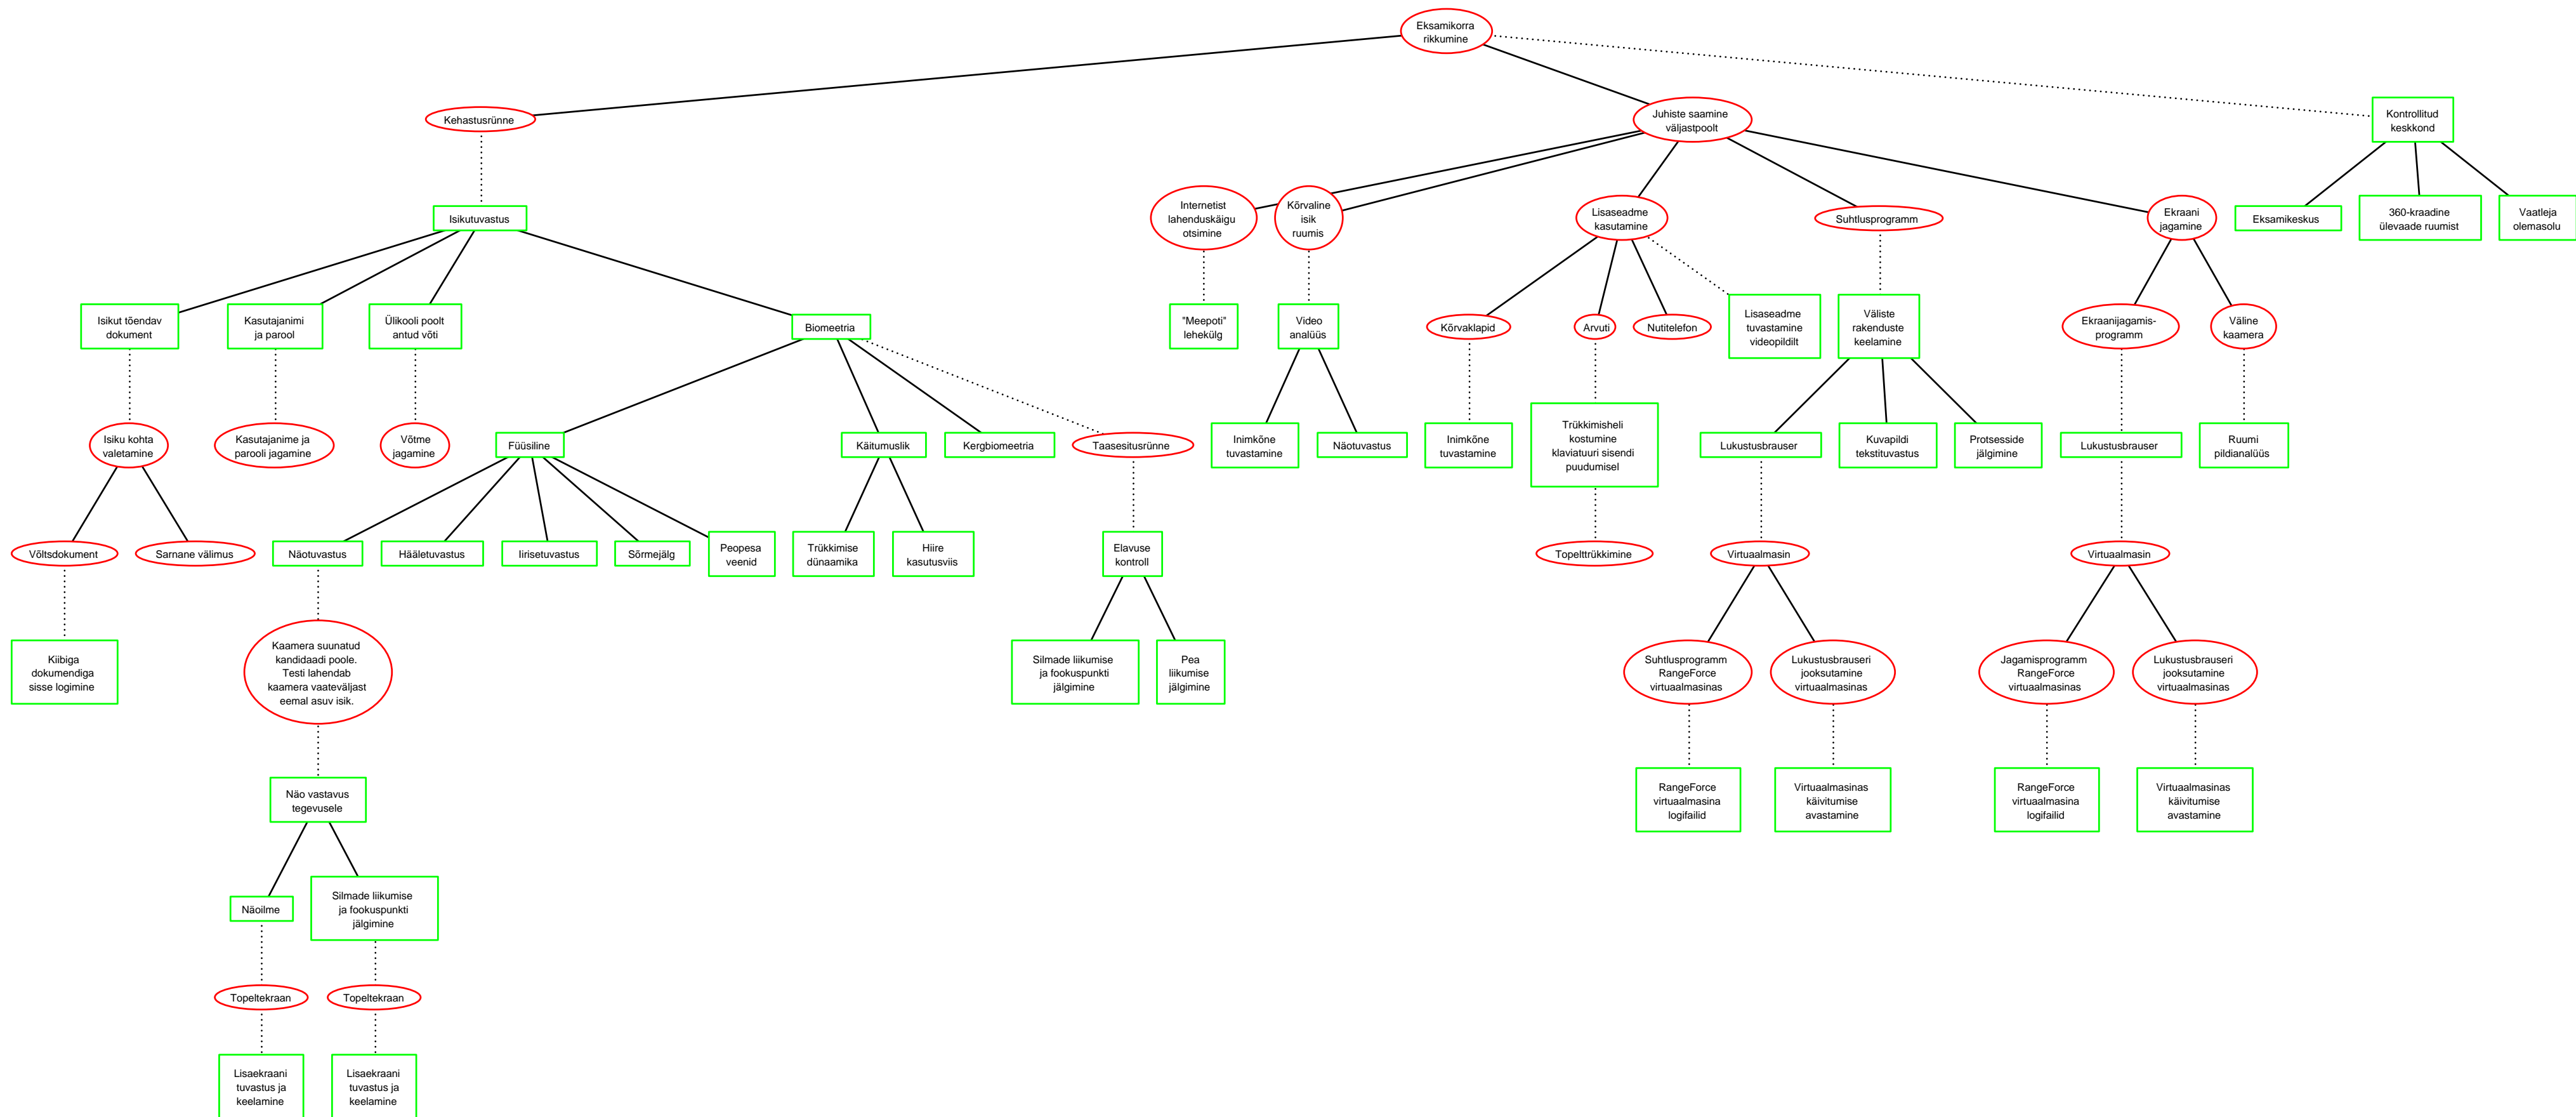 Eksamikorra
rikkumine
Kehastusrünne
Juhiste saamine
väljastpoolt
Kontrollitud
keskkond
Isikutuvastus
Internetist
lahenduskäigu
otsimine
Kõrvaline
isik
ruumis
Lisaseadme
kasutamine
Suhtlusprogramm
Ekraani
jagamine
Eksamikeskus
360-kraadine
ülevaade ruumist
Vaatleja
olemasolu
Isikut tõendav
dokument
Kasutajanimi
ja parool
Ülikooli poolt
antud võti
Biomeetria
"Meepoti"
lehekülg
Video
analüüs
Kõrvaklapid
Arvuti
Nutitelefon
Lisaseadme
tuvastamine
videopildilt
Väliste
rakenduste
keelamine
Ekraanijagamis-
programm
Väline
kaamera
Isiku kohta
valetamine
Kasutajanime ja
parooli jagamine
Võtme
jagamine
Füüsiline
Käitumuslik
Kergbiomeetria
Taasesitusrünne
Inimkõne
tuvastamine
Näotuvastus
Inimkõne
tuvastamine
Trükkimisheli
kostumine
klaviatuuri sisendi
puudumisel
Lukustusbrauser
Kuvapildi
tekstituvastus
Protsesside
jälgimine
Lukustusbrauser
Ruumi
pildianalüüs
Võltsdokument
Sarnane välimus
Näotuvastus
Hääletuvastus
Iirisetuvastus
Sõrmejälg
Peopesa
veenid
Trükkimise
dünaamika
Hiire
kasutusviis
Elavuse
kontroll
Topelttrükkimine
Virtuaalmasin
Virtuaalmasin
Kiibiga
dokumendiga
sisse logimine
Kaamera suunatud
kandidaadi poole.
Testi lahendab
kaamera vaateväljast
eemal asuv isik.
Silmade liikumise
ja fookuspunkti
jälgimine
Pea
liikumise
jälgimine
Suhtlusprogramm
RangeForce
virtuaalmasinas
Lukustusbrauseri
jooksutamine
virtuaalmasinas
Jagamisprogramm
RangeForce
virtuaalmasinas
Lukustusbrauseri
jooksutamine
virtuaalmasinas
Näo vastavus
tegevusele
RangeForce
virtuaalmasina
logifailid
Virtuaalmasinas
käivitumise
avastamine
RangeForce
virtuaalmasina
logifailid
Virtuaalmasinas
käivitumise
avastamine
Näoilme
Silmade liikumise
ja fookuspunkti
jälgimine
Topeltekraan
Topeltekraan
Lisaekraani
tuvastus ja
keelamine
Lisaekraani
tuvastus ja
keelamine